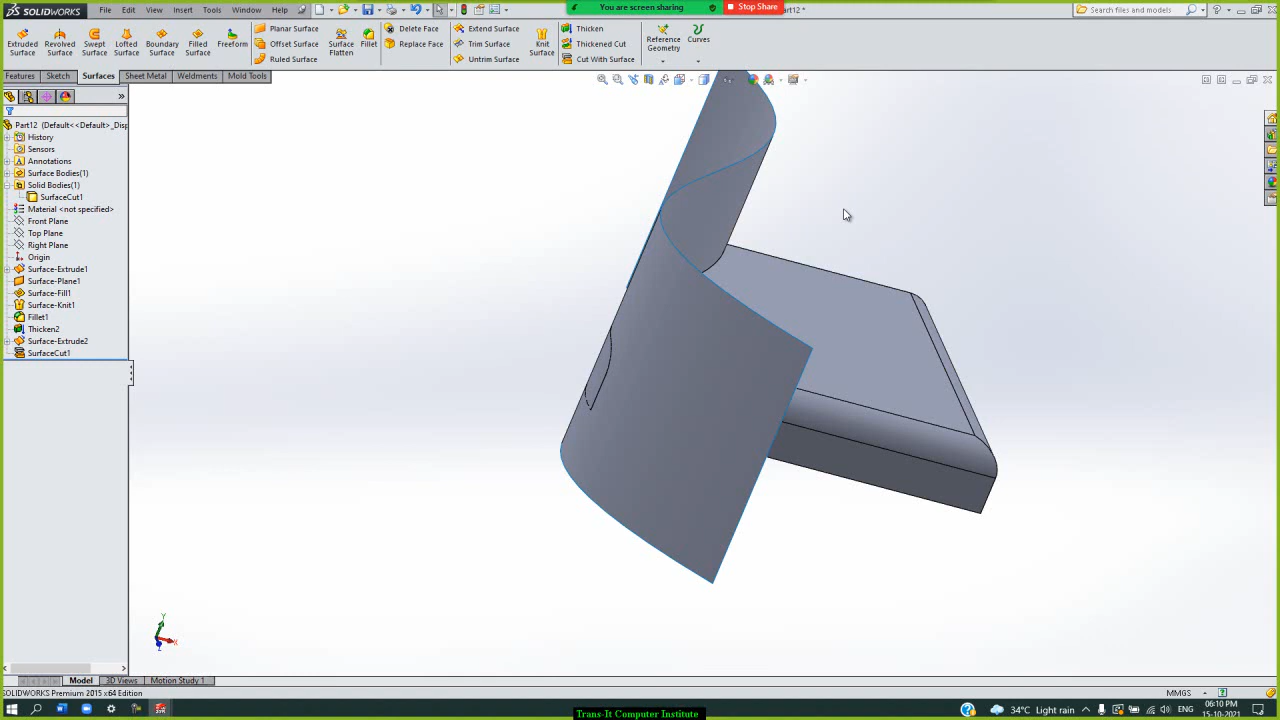 You are screen sharing
Stop Share
SOLIDWORKS
File
Edit
View
Insert
Tools
Window
Help
rt12 *
Search files and models
Extruded Surface
Revolved Surface
Swept Surface
Lofted Surface
Boundary Surface
Filled Surface
Freeform
Planar Surface
Offset Surface
Ruled Surface
Surface Flatten
Fillet
Delete Face
Replace Face
Extend Surface
Trim Surface
Untrim Surface
Knit Surface
Thicken
Thickened Cut
Cut With Surface
Reference Geometry
Curves
Features
Sketch
Surfaces
Sheet Metal
Weldments
Mold Tools
Part12 (Default<<Default>_Disp
History
Sensors
Annotations
Surface Bodies(1)
Solid Bodies(1)
SurfaceCut1
Material <not specified>
Front Plane
Top Plane
Right Plane
Origin
Surface-Extrude1
Surface-Plane1
Surface-Fill1
Surface-Knit1
Fillet1
Thicken2
Surface-Extrude2
SurfaceCut1
Y
X
Z
Model
3D Views
Motion Study 1
SOLIDWORKS Premium 2015 x64 Edition
MMGS
Trans-It Computer Institute
34°C Light rain
ENG
06:10 PM
15-10-2021